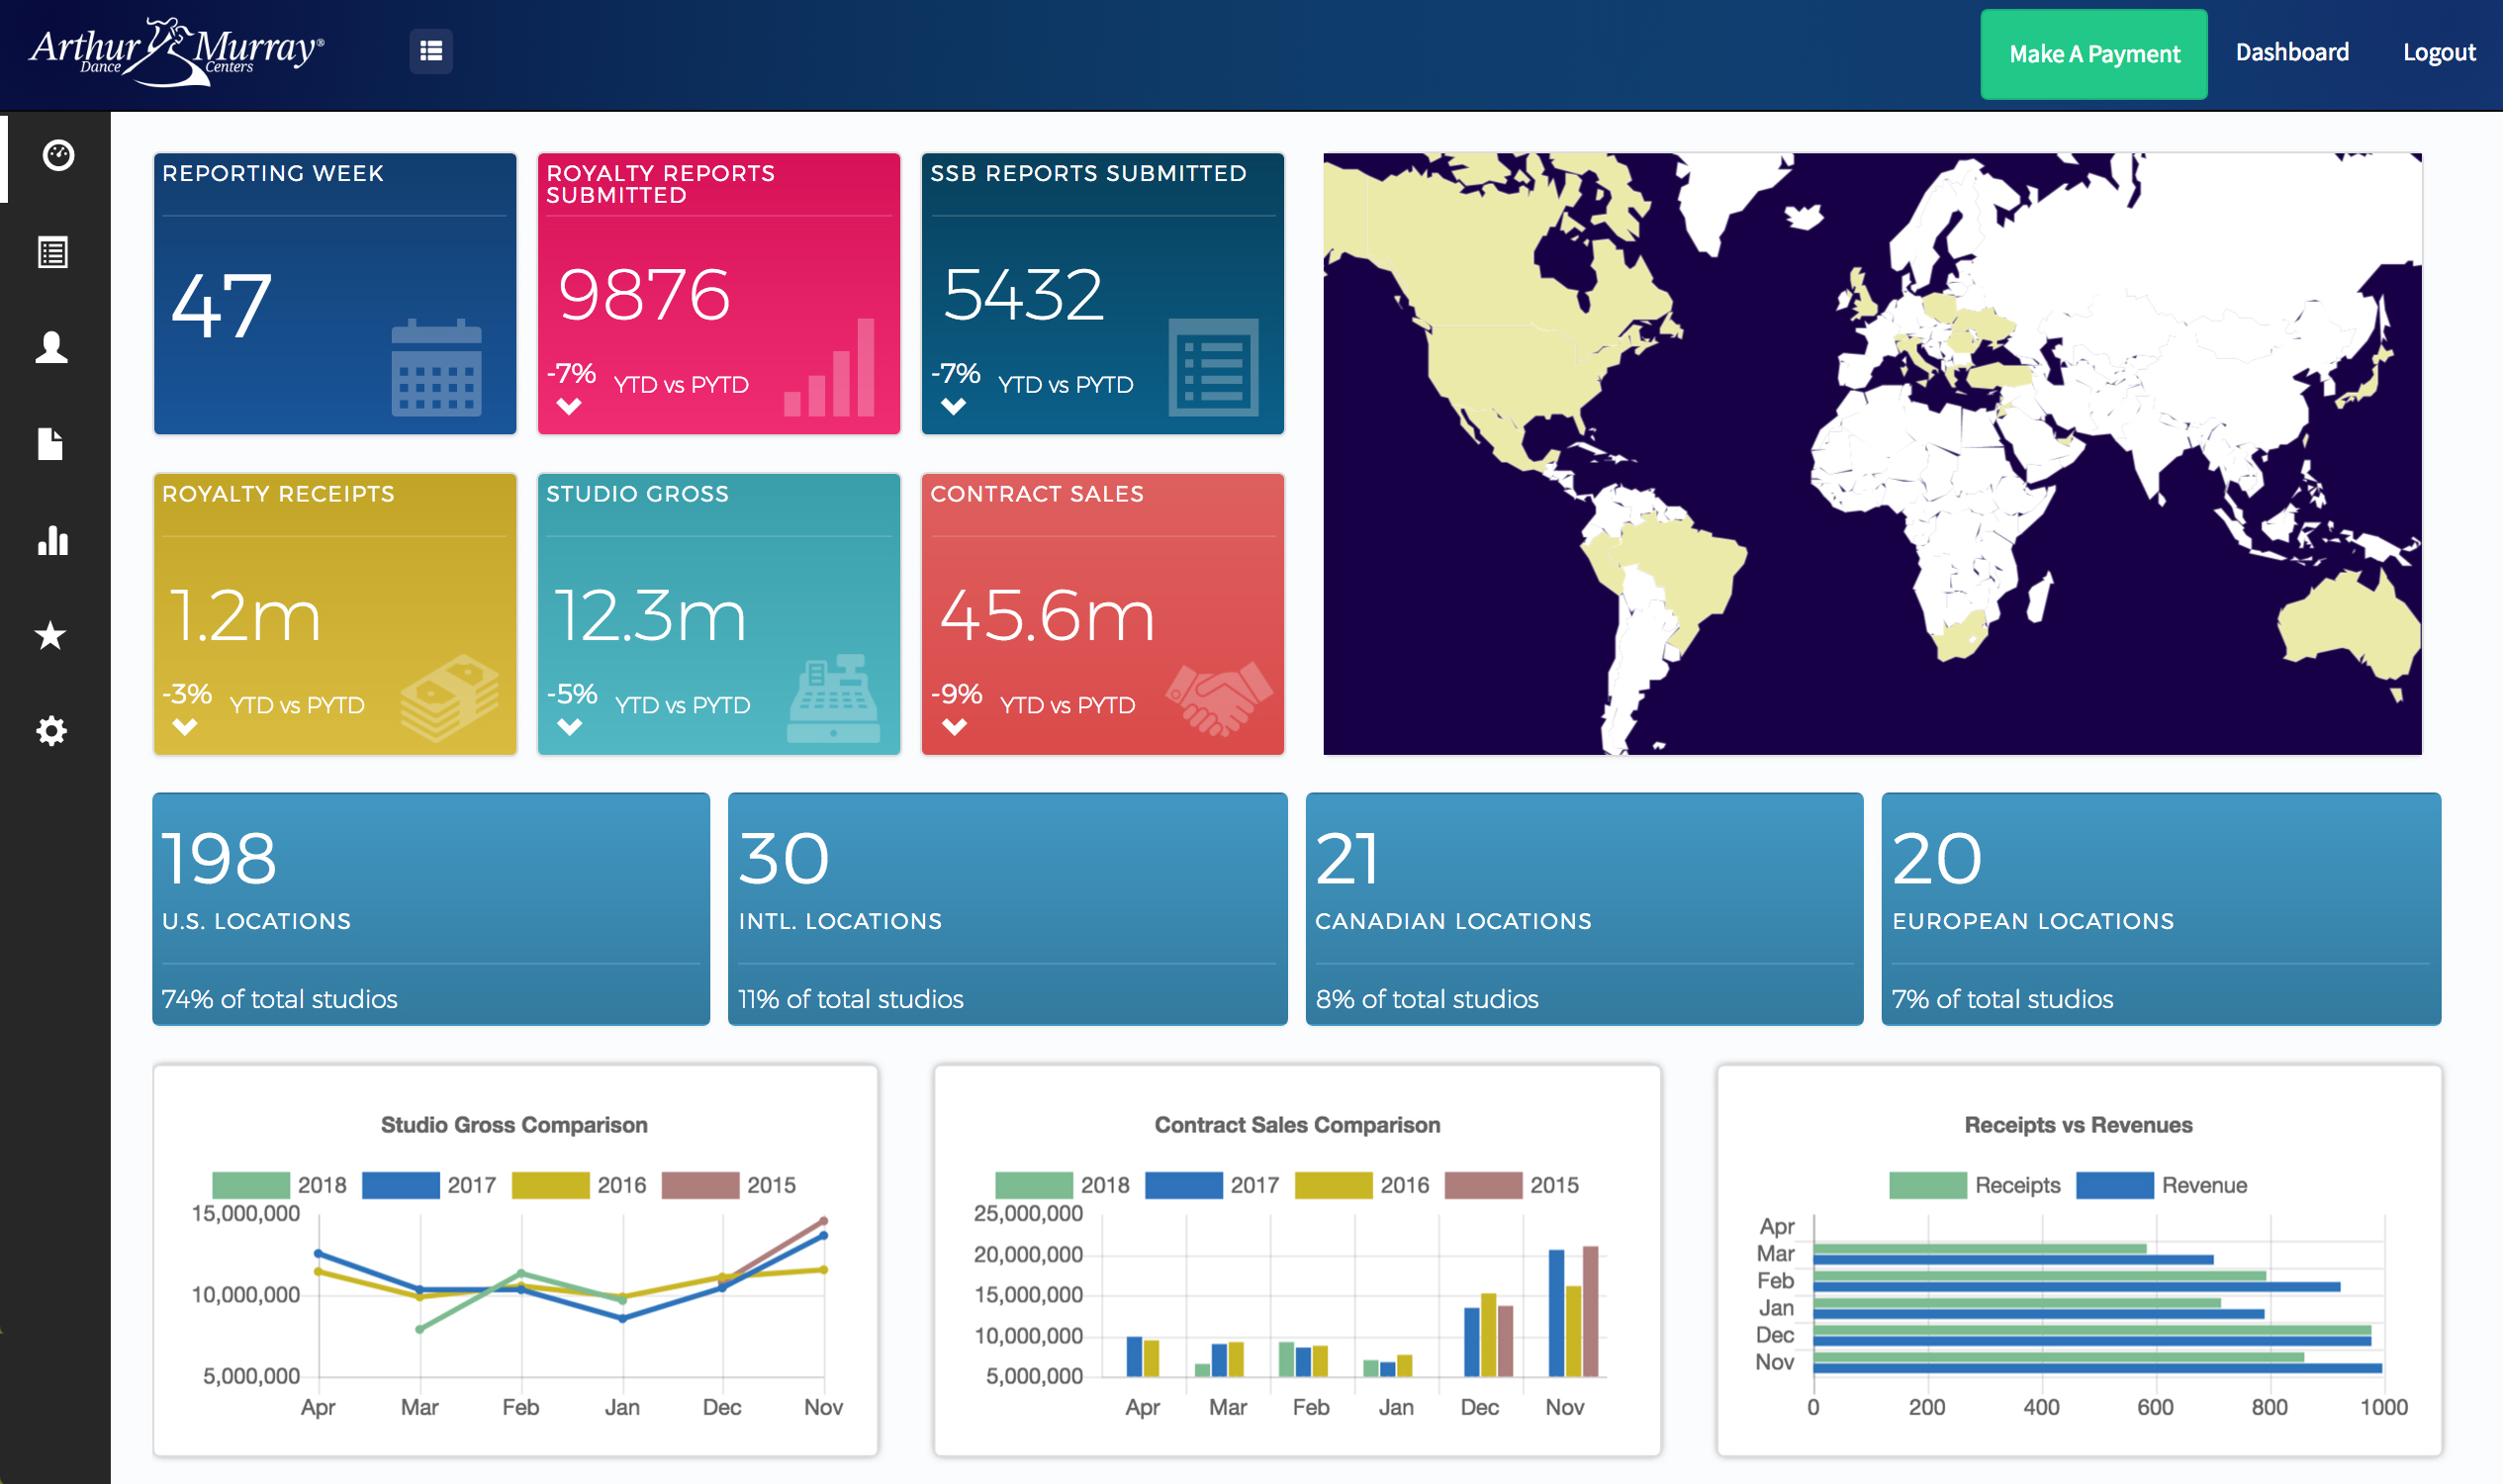 Arthur Murray®
Dance Centers
Make A Payment
Dashboard
Logout
REPORTING WEEK
47
ROYALTY REPORTS
SUBMITTED
9876
-7%
YTD vs PYTD
SSB REPORTS SUBMITTED
5432
-7%
YTD vs PYTD
ROYALTY RECEIPTS
1.2m
-3%
YTD vs PYTD
STUDIO GROSS
12.3m
-5%
YTD vs PYTD
CONTRACT SALES
45.6m
-9%
YTD vs PYTD
198
U.S. LOCATIONS
74% of total studios
30
INTL. LOCATIONS
11% of total studios
21
CANADIAN LOCATIONS
8% of total studios
20
EUROPEAN LOCATIONS
7% of total studios
Studio Gross Comparison
2018 2017 2016 2015
15,000,000
10,000,000
5,000,000
Apr Mar Feb Jan Dec Nov
Contract Sales Comparison
2018 2017 2016 2015
25,000,000
20,000,000
15,000,000
10,000,000
5,000,000
Apr Mar Feb Jan Dec Nov
Receipts vs Revenues
Receipts Revenue
Apr
Mar
Feb
Jan
Dec
Nov
0 200 400 600 800 1000